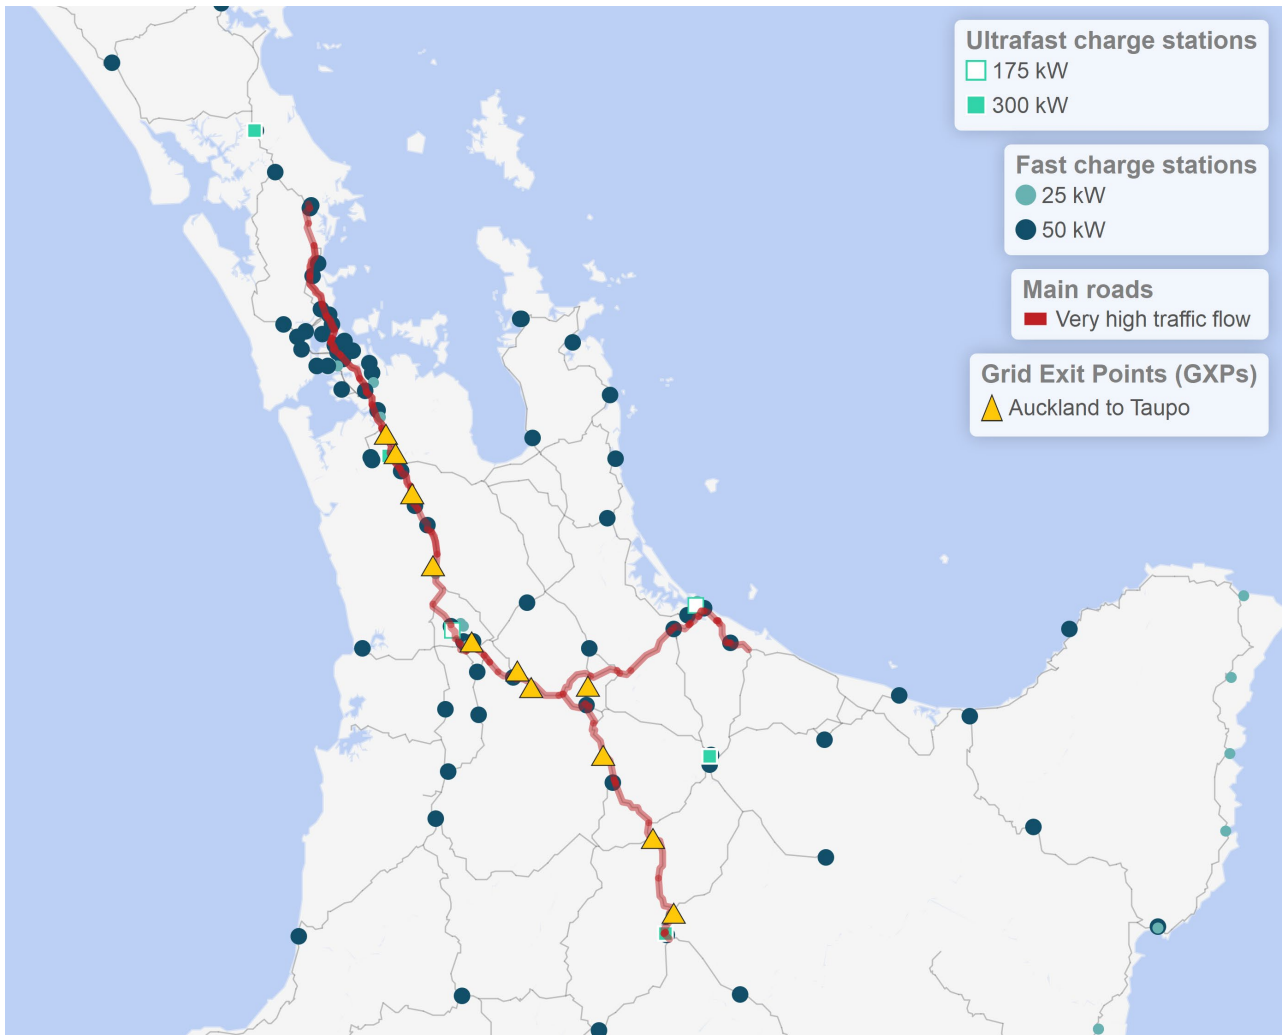 Ultrafast charge stations
175 kW
300 kW
Fast charge stations
25 kW
50 kW
Main roads
Very high traffic flow
Grid Exit Points (GXPs)
Auckland to Taupo